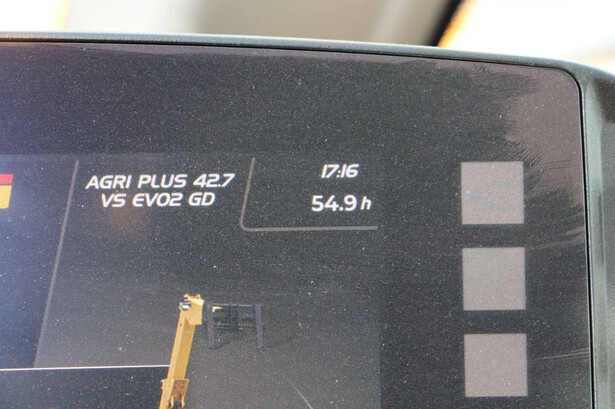 AGRI PLUS 42.7
VS EVO2 GD
17:16
54.9 h